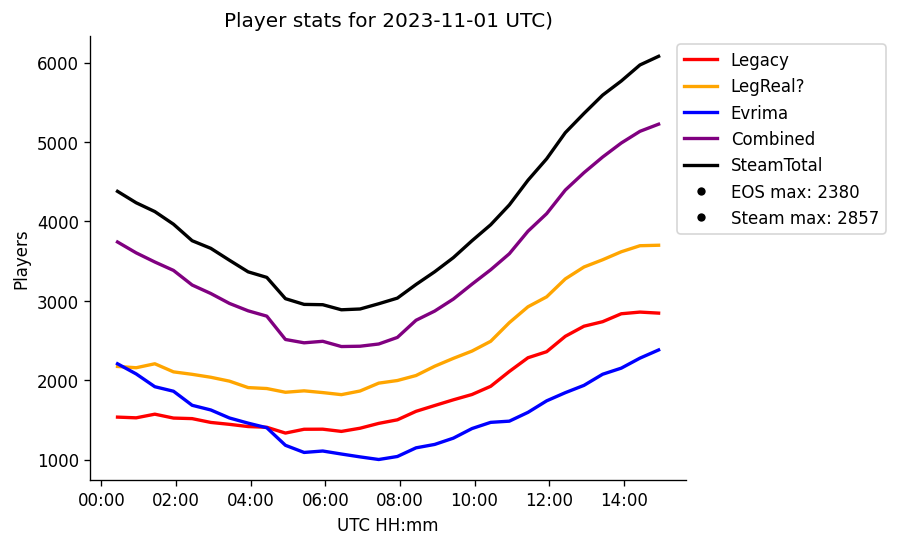 Player stats for 2023-11-01 UTC)
6000
5000
4000
3000
2000
1000
Players
00:00 02:00 04:00 06:00 08:00 10:00 12:00 14:00
UTC HH:mm
Legacy
LegReal?
Evrima
Combined
SteamTotal
EOS max: 2380
Steam max: 2857